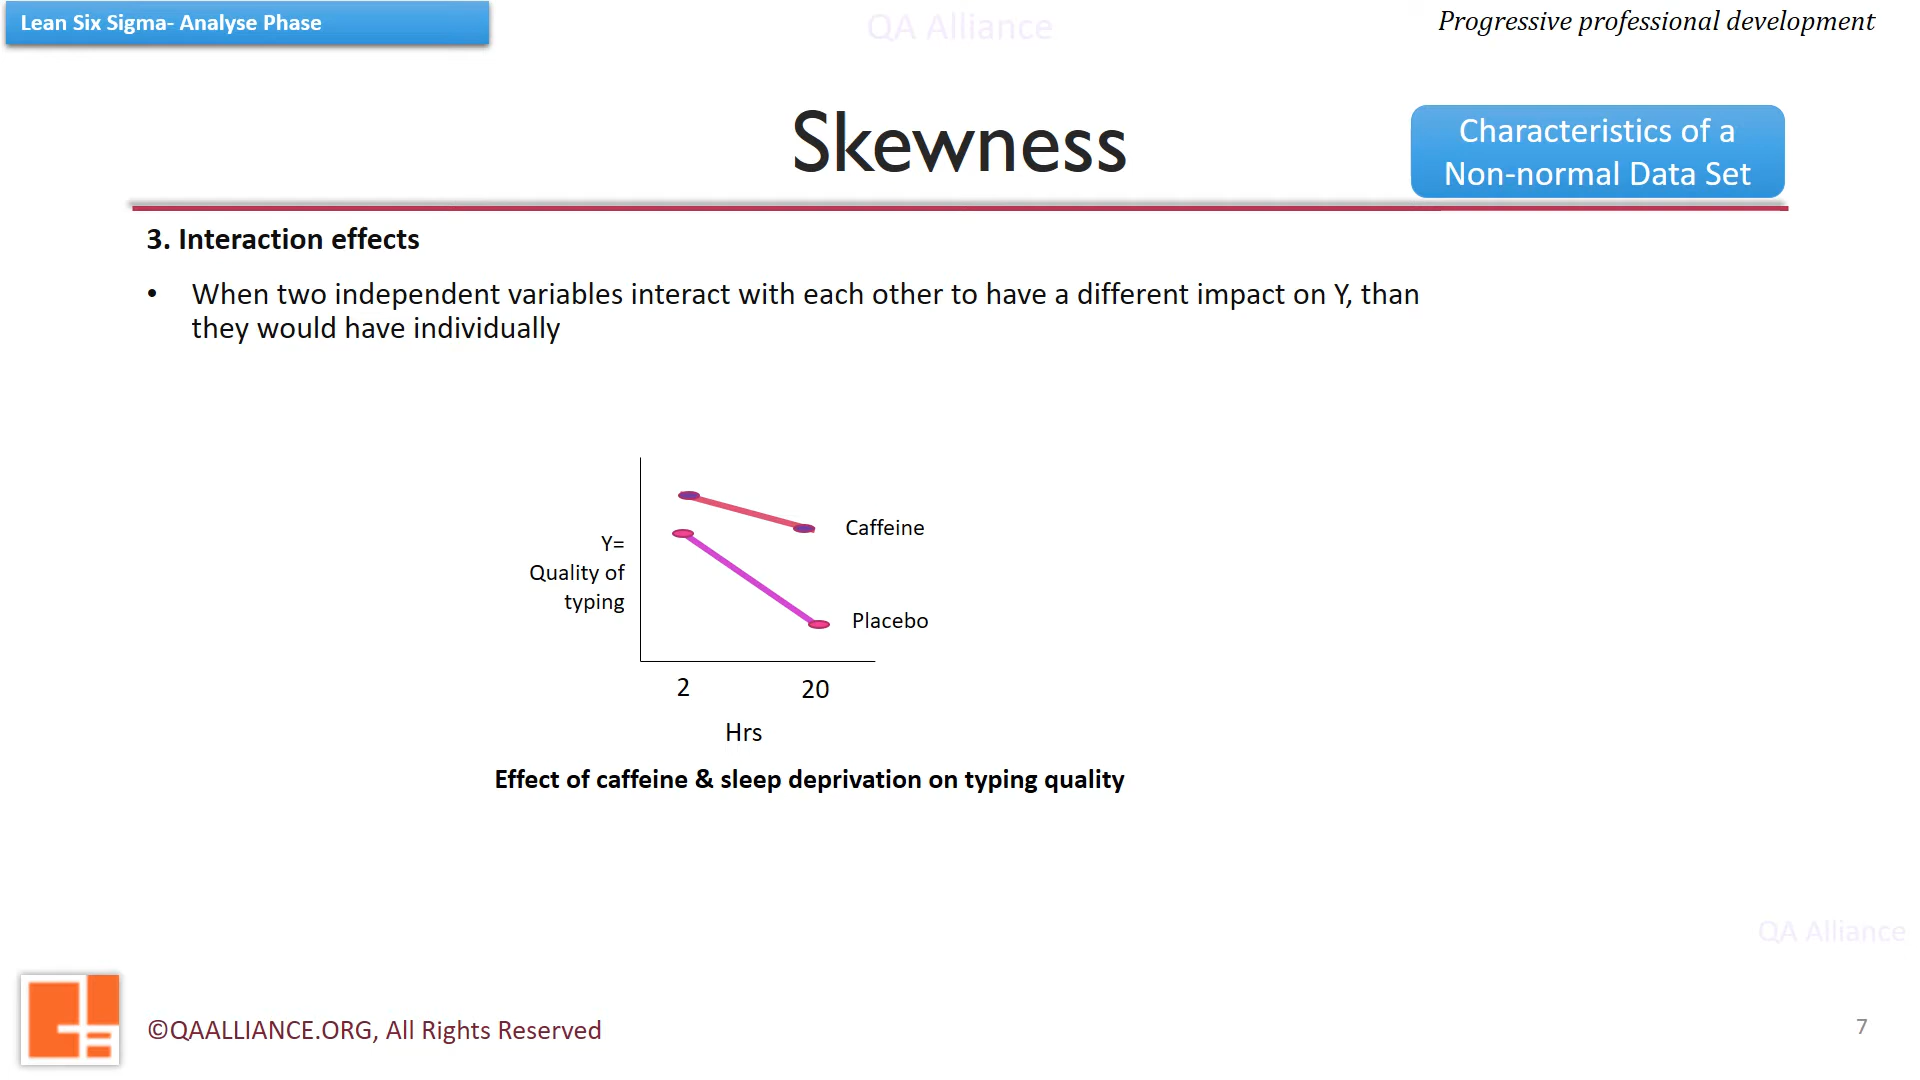 Lean Six Sigma- Analyse Phase
QA Alliance
Progressive professional development
Skewness
Characteristics of a
Non-normal Data Set
3. Interaction effects
• When two independent variables interact with each other to have a different impact on Y, than
they would have individually
Y=
Quality of
typing
Caffeine
Placebo
2
20
Hrs
Effect of caffeine & sleep deprivation on typing quality
QA Alliance
©QAALLIANCE.ORG, All Rights Reserved
7